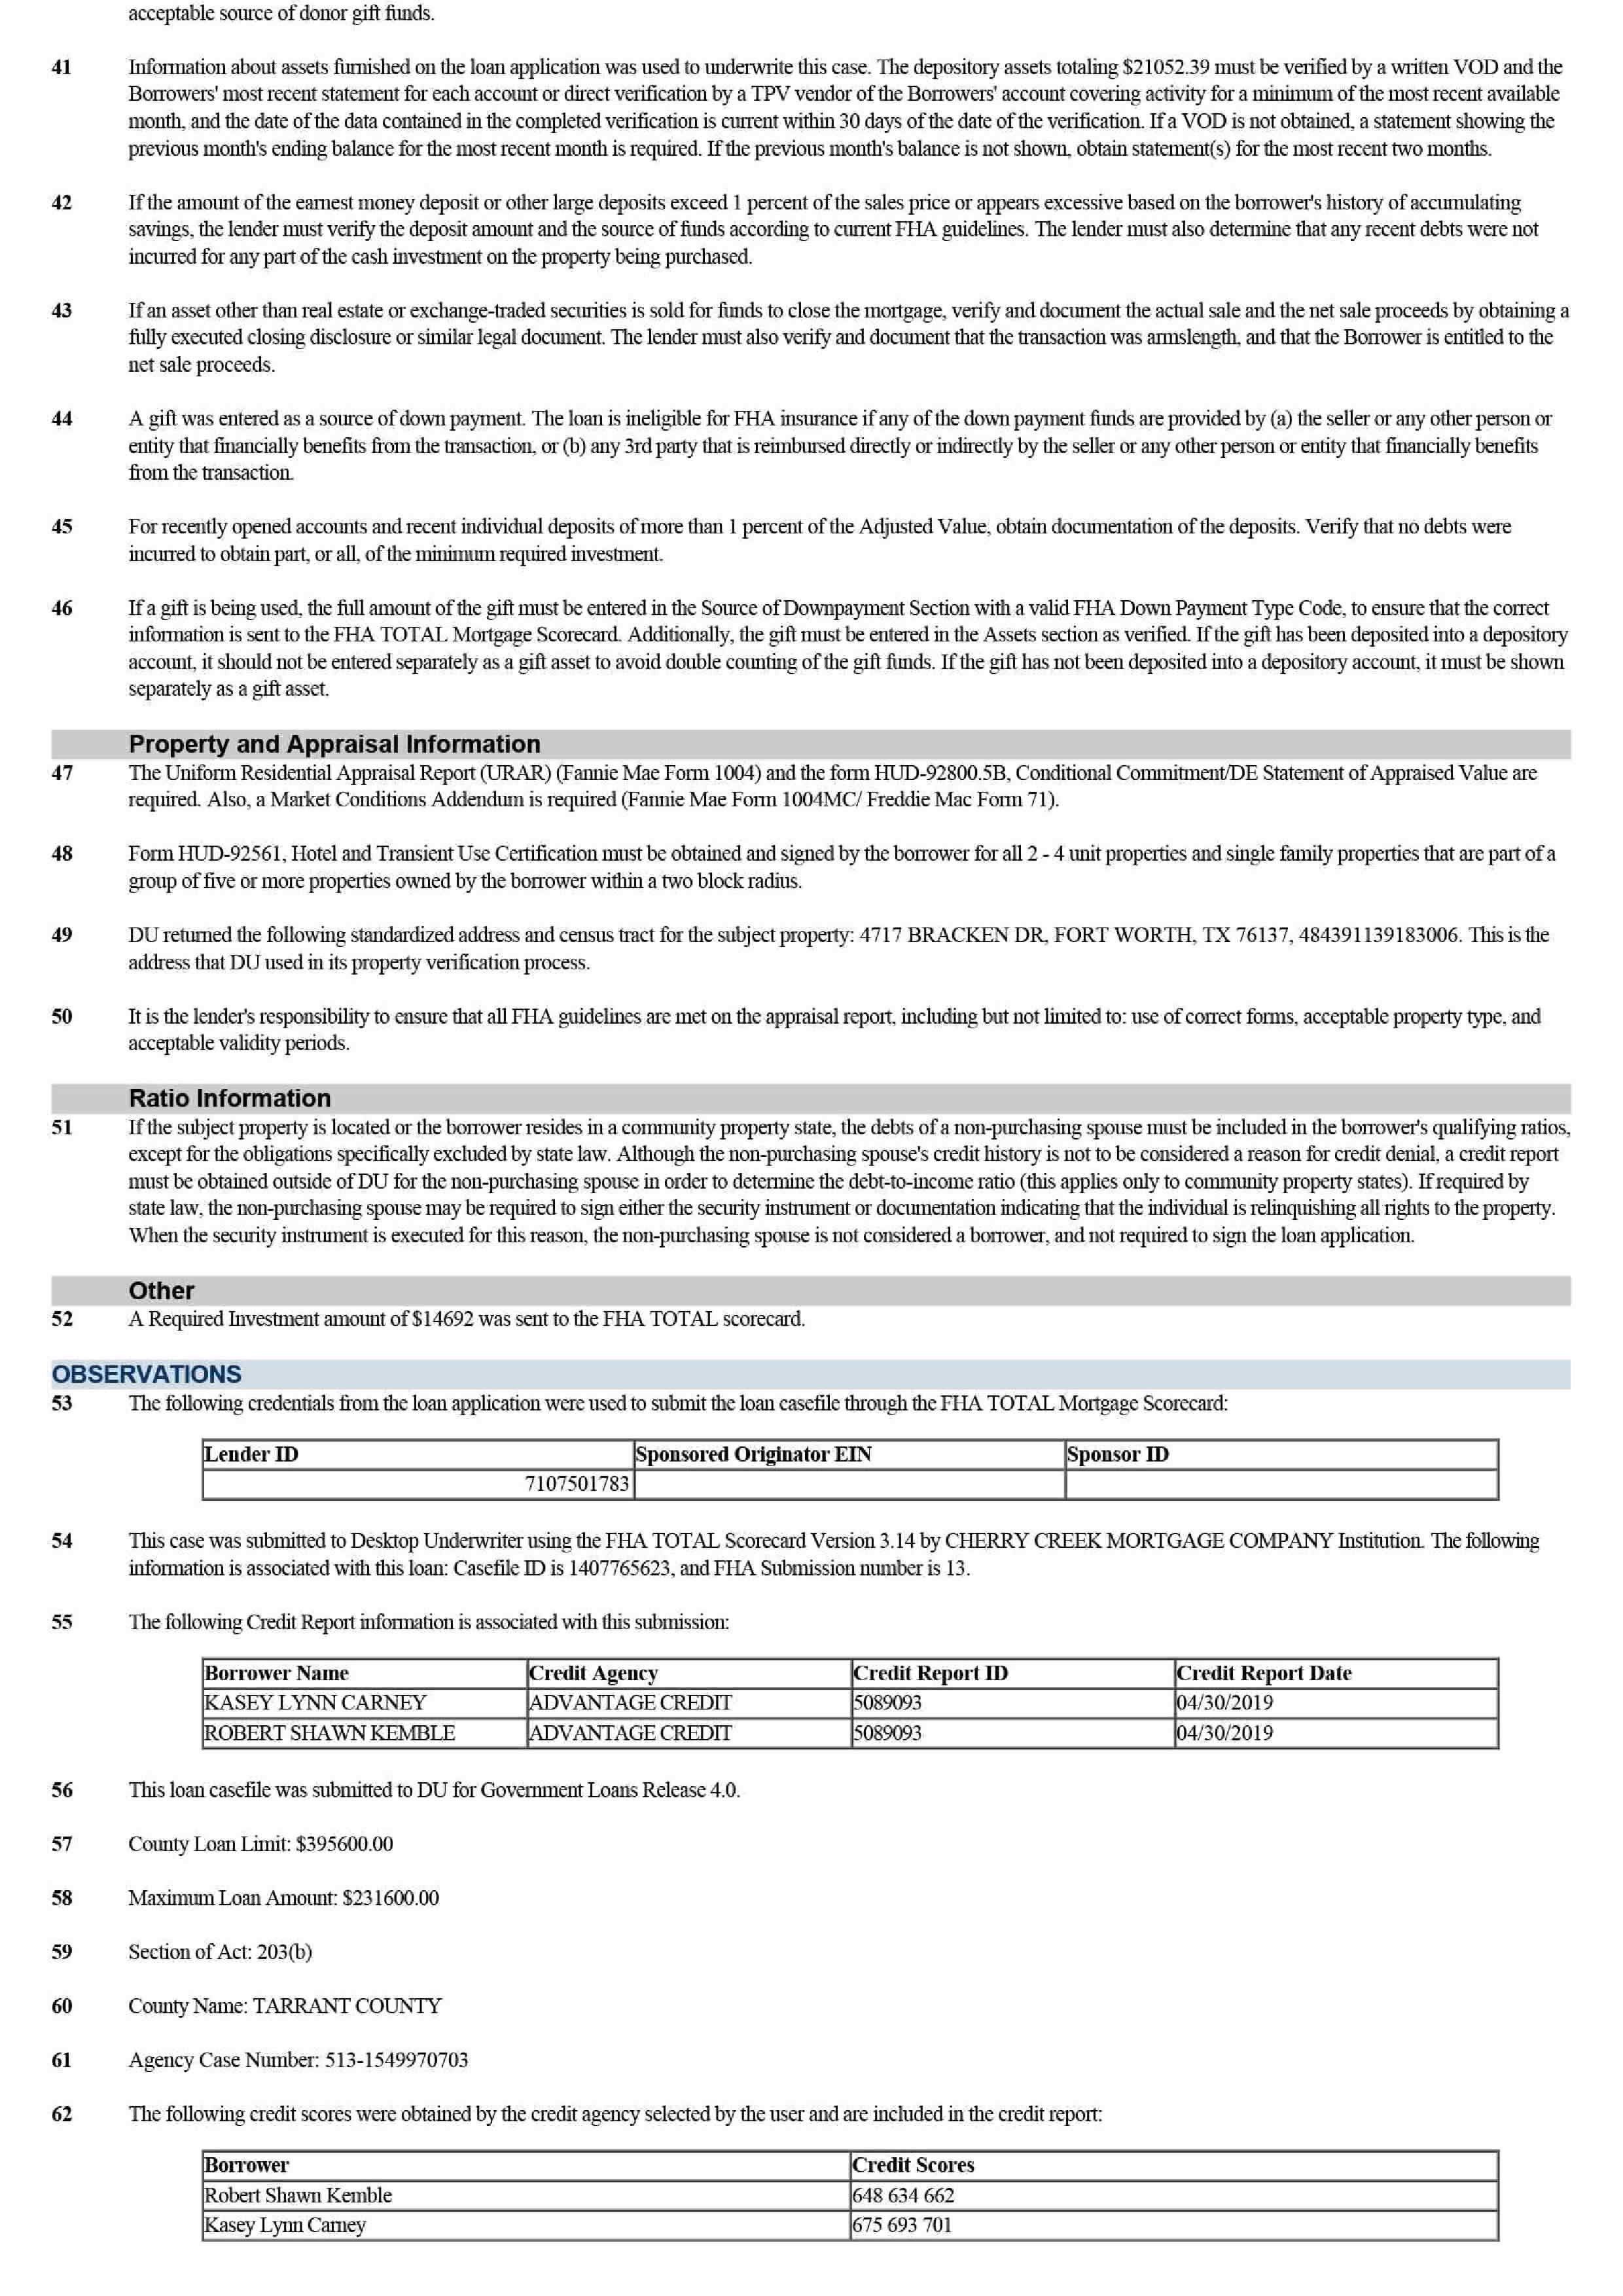 acceptable source of donor gift funds.
41 Information about assets furnished on the loan application was used to underwrite this case. The depository assets totaling $21052.39 must be verified by a written VOD and the
Borrowers' most recent statement for each account or direct verification by a TPV vendor of the Borrowers' account covering activity for a minimum of the most recent available
month, and the date of the data contained in the completed verification is current within 30 days of the date of the verification. If a VOD is not obtained, a statement showing the
previous month's ending balance for the most recent month is required. If the previous month's balance is not shown, obtain statement(s) for the most recent two months.
42 If the amount of the earnest money deposit or other large deposits exceed 1 percent of the sales price or appears excessive based on the borrower's history of accumulating
savings, the lender must verify the deposit amount and the source of funds according to current FHA guidelines. The lender must also determine that any recent debts were not
incurred for any part of the cash investment on the property being purchased.
43 If an asset other than real estate or exchange-traded securities is sold for funds to close the mortgage, verify and document the actual sale and the net sale proceeds by obtaining a
fully executed closing disclosure or similar legal document. The lender must also verify and document that the transaction was armslength, and that the Borrower is entitled to the
net sale proceeds.
44 A gift was entered as a source of down payment. The loan is ineligible for FHA insurance if any of the down payment funds are provided by (a) the seller or any other person or
entity that financially benefits from the transaction, or (b) any 3rd party that is reimbursed directly or indirectly by the seller or any other person or entity that financially benefits
from the transaction.
45 For recently opened accounts and recent individual deposits of more than 1 percent of the Adjusted Value, obtain documentation of the deposits. Verify that no debts were
incurred to obtain part, or all, of the minimum required investment.
46 If a gift is being used, the full amount of the gift must be entered in the Source of Downpayment Section with a valid FHA Down Payment Type Code, to ensure that the correct
information is sent to the FHA TOTAL Mortgage Scorecard. Additionally, the gift must be entered in the Assets section as verified. If the gift has been deposited into a depository
account, it should not be entered separately as a gift asset to avoid double counting of the gift funds. If the gift has not been deposited into a depository account, it must be shown
separately as a gift asset.
Property and Appraisal Information
47 The Uniform Residential Appraisal Report (URAR) (Fannie Mae Form 1004) and the form HUD-92800.5B, Conditional Commitment/DE Statement of Appraised Value are
required. Also, a Market Conditions Addendum is required (Fannie Mae Form 1004MC/ Freddie Mac Form 71).
48 Form HUD-92561, Hotel and Transient Use Certification must be obtained and signed by the borrower for all 2 - 4 unit properties and single family properties that are part of a
group of five or more properties owned by the borrower within a two block radius.
49 DU returned the following standardized address and census tract for the subject property: 4717 BRACKEN DR, FORT WORTH, TX 76137, 484391139183006. This is the
address that DU used in its property verification process.
50 It is the lender's responsibility to ensure that all FHA guidelines are met on the appraisal report, including but not limited to: use of correct forms, acceptable property type, and
acceptable validity periods.
Ratio Information
51 If the subject property is located or the borrower resides in a community property state, the debts of a non-purchasing spouse must be included in the borrower's qualifying ratios,
except for the obligations specifically excluded by state law. Although the non-purchasing spouse's credit history is not to be considered a reason for credit denial, a credit report
must be obtained outside of DU for the non-purchasing spouse in order to determine the debt-to-income ratio (this applies only to community property states). If required by
state law, the non-purchasing spouse may be required to sign either the security instrument or documentation indicating that the individual is relinquishing all rights to the property.
When the security instrument is executed for this reason, the non-purchasing spouse is not considered a borrower, and not required to sign the loan application.
Other
52 A Required Investment amount of $14692 was sent to the FHA TOTAL scorecard.
OBSERVATIONS
53 The following credentials from the loan application were used to submit the loan casefile through the FHA TOTAL Mortgage Scorecard:
Lender ID Sponsored Originator EIN Sponsor ID
7107501783
54 This case was submitted to Desktop Underwriter using the FHA TOTAL Scorecard Version 3.14 by CHERRY CREEK MORTGAGE COMPANY Institution. The following
information is associated with this loan: Casefile ID is 1407765623, and FHA Submission number is 13.
55 The following Credit Report information is associated with this submission:
Borrower Name Credit Agency Credit Report ID Credit Report Date
KASEY LYNN CARNEY ADVANTAGE CREDIT 5089093 04/30/2019
ROBERT SHAWN KEMBLE ADVANTAGE CREDIT 5089093 04/30/2019
56 This loan casefile was submitted to DU for Government Loans Release 4.0.
57 County Loan Limit: $395600.00
58 Maximum Loan Amount: $231600.00
59 Section of Act: 203(b)
60 County Name: TARRANT COUNTY
61 Agency Case Number: 513-1549970703
62 The following credit scores were obtained by the credit agency selected by the user and are included in the credit report:
Borrower Credit Scores
Robert Shawn Kemble 648 634 662
Kasey Lynn Carney 675 693 701